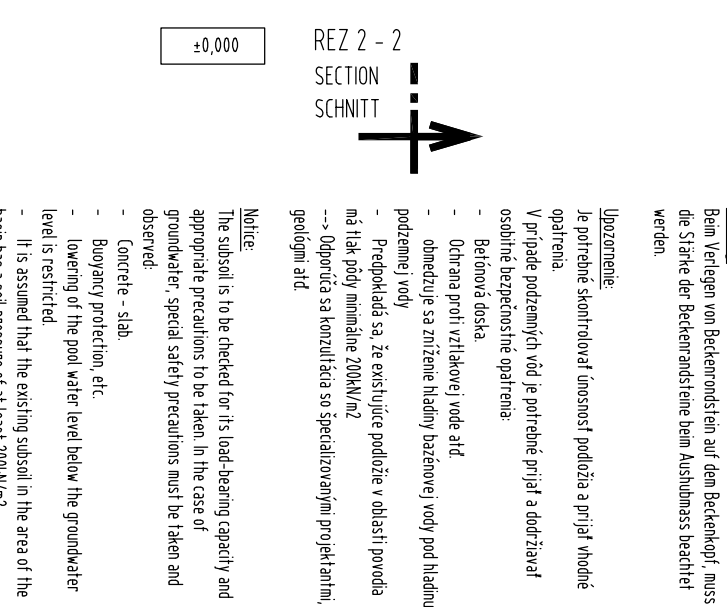 ±0,000
REZ 2 - 2
SECTION
SCHNITT
Beim Verlegen von Beckenrondstein auf dem Beckenkopf, muss
die Stärke der Beckenrandsteine beim Aushubmass beachtet
werden.
Upozornenie:
Je potrebné skontrolovať únosnosť podložia a prijať vhodné
opatrenia.
V prípade podzemných vôd je potrebné prijať a dodržiavať
osobitné bezpečnostné opatrenia:
- Betónová doska.
- Ochrana proti vztlakovej vode atď.
- obnedzuje sa zníženie hladiny bazénovej vody pod hladinu
podzemnej vody
- Predpokladá sa, že existujúce podložie v oblasti povodia
má tlak pôdy minimálne 200kN/m2
--> Odporúča sa konzultácia so špecializovanými projektantmi,
geológmi atď.
Notice:
The subsoil is to be checked for its load-bearing capacity and
appropriate precautions to be taken. In the case of
groundwater, special safety precautions must be taken and
observed:
- Concrete - slab.
- Buoyancy protection, etc.
- lowering of the pool water level below the groundwater
level is restricted.
- It is assumed that the existing subsoil in the area of the